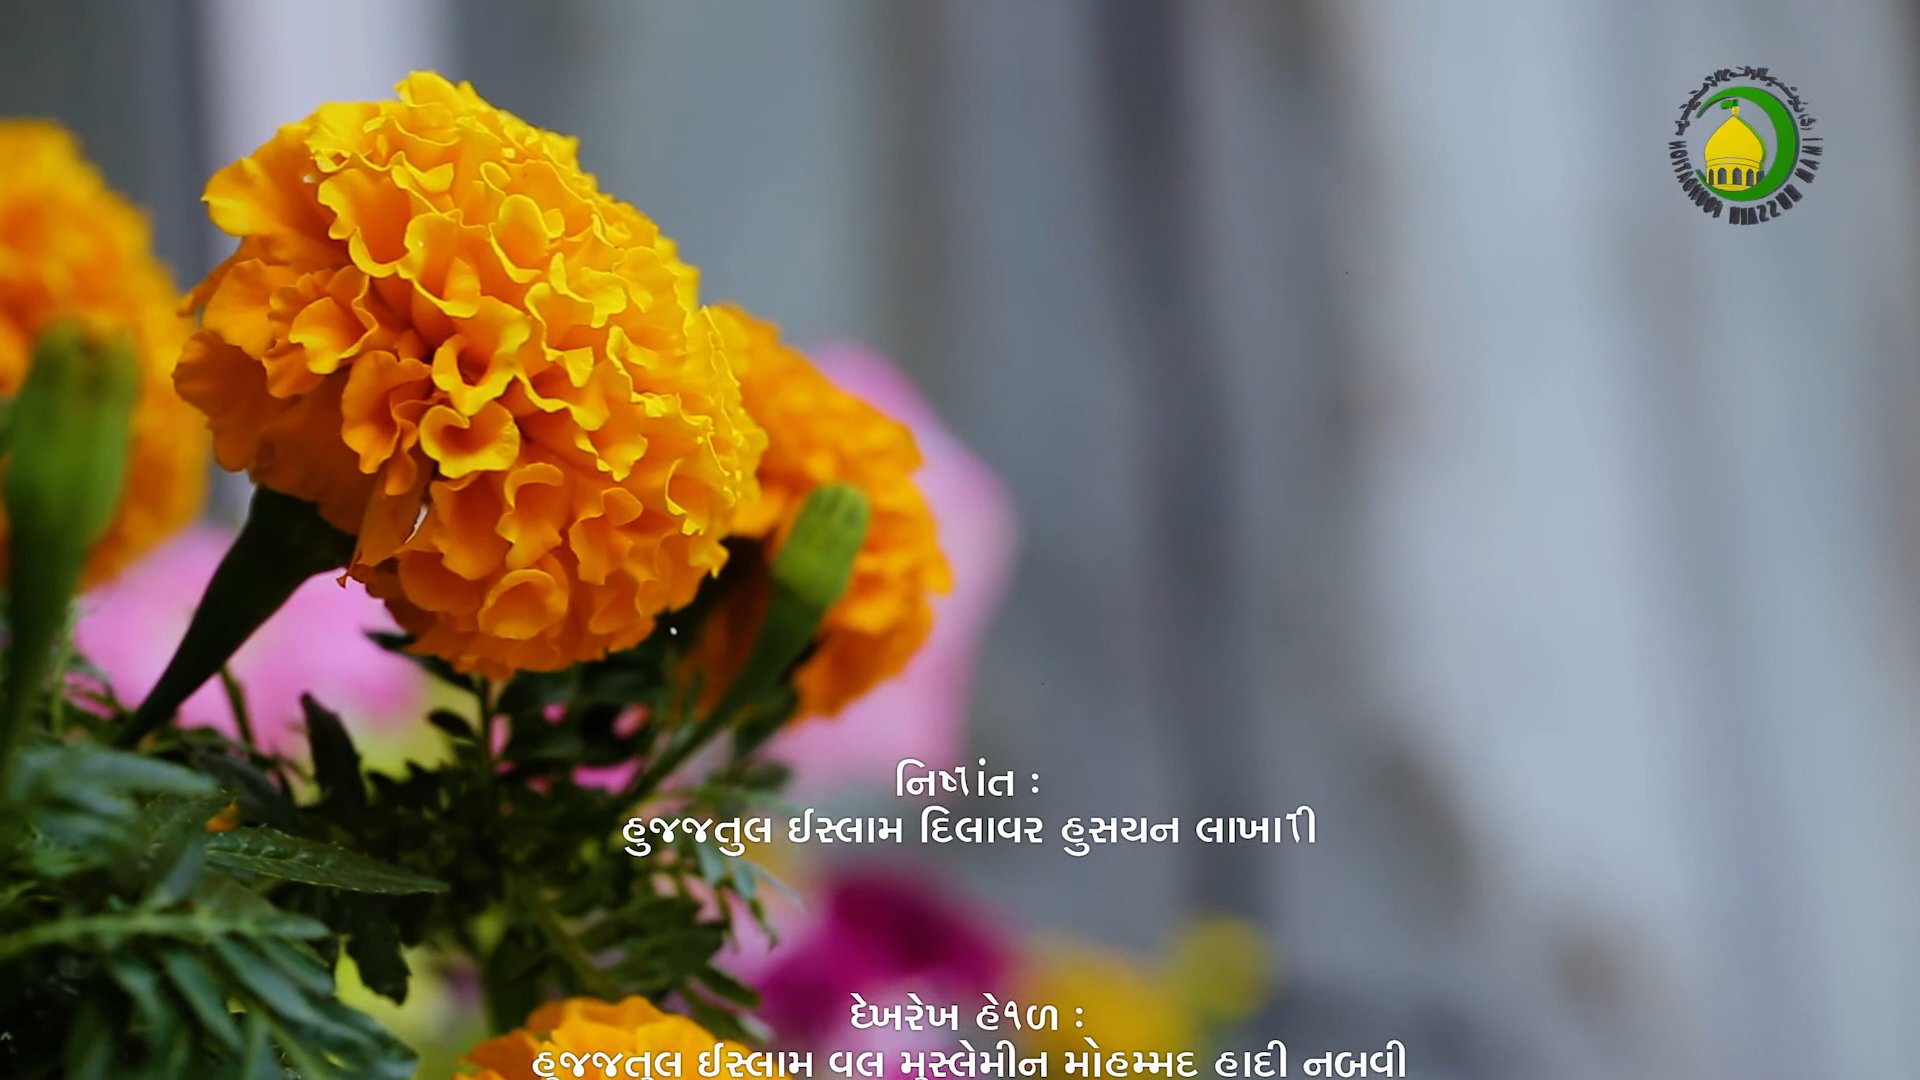 નિષ્ણાંત :
હુજજતુલ ઈસ્લામ દિલાવર હુસયન લાખાણી
દેખરેખ હેઠળ :
હુજજતુલ ઈસ્લામ વલ મુસ્લેમીન મોહમ્મદ હાદી નબવી